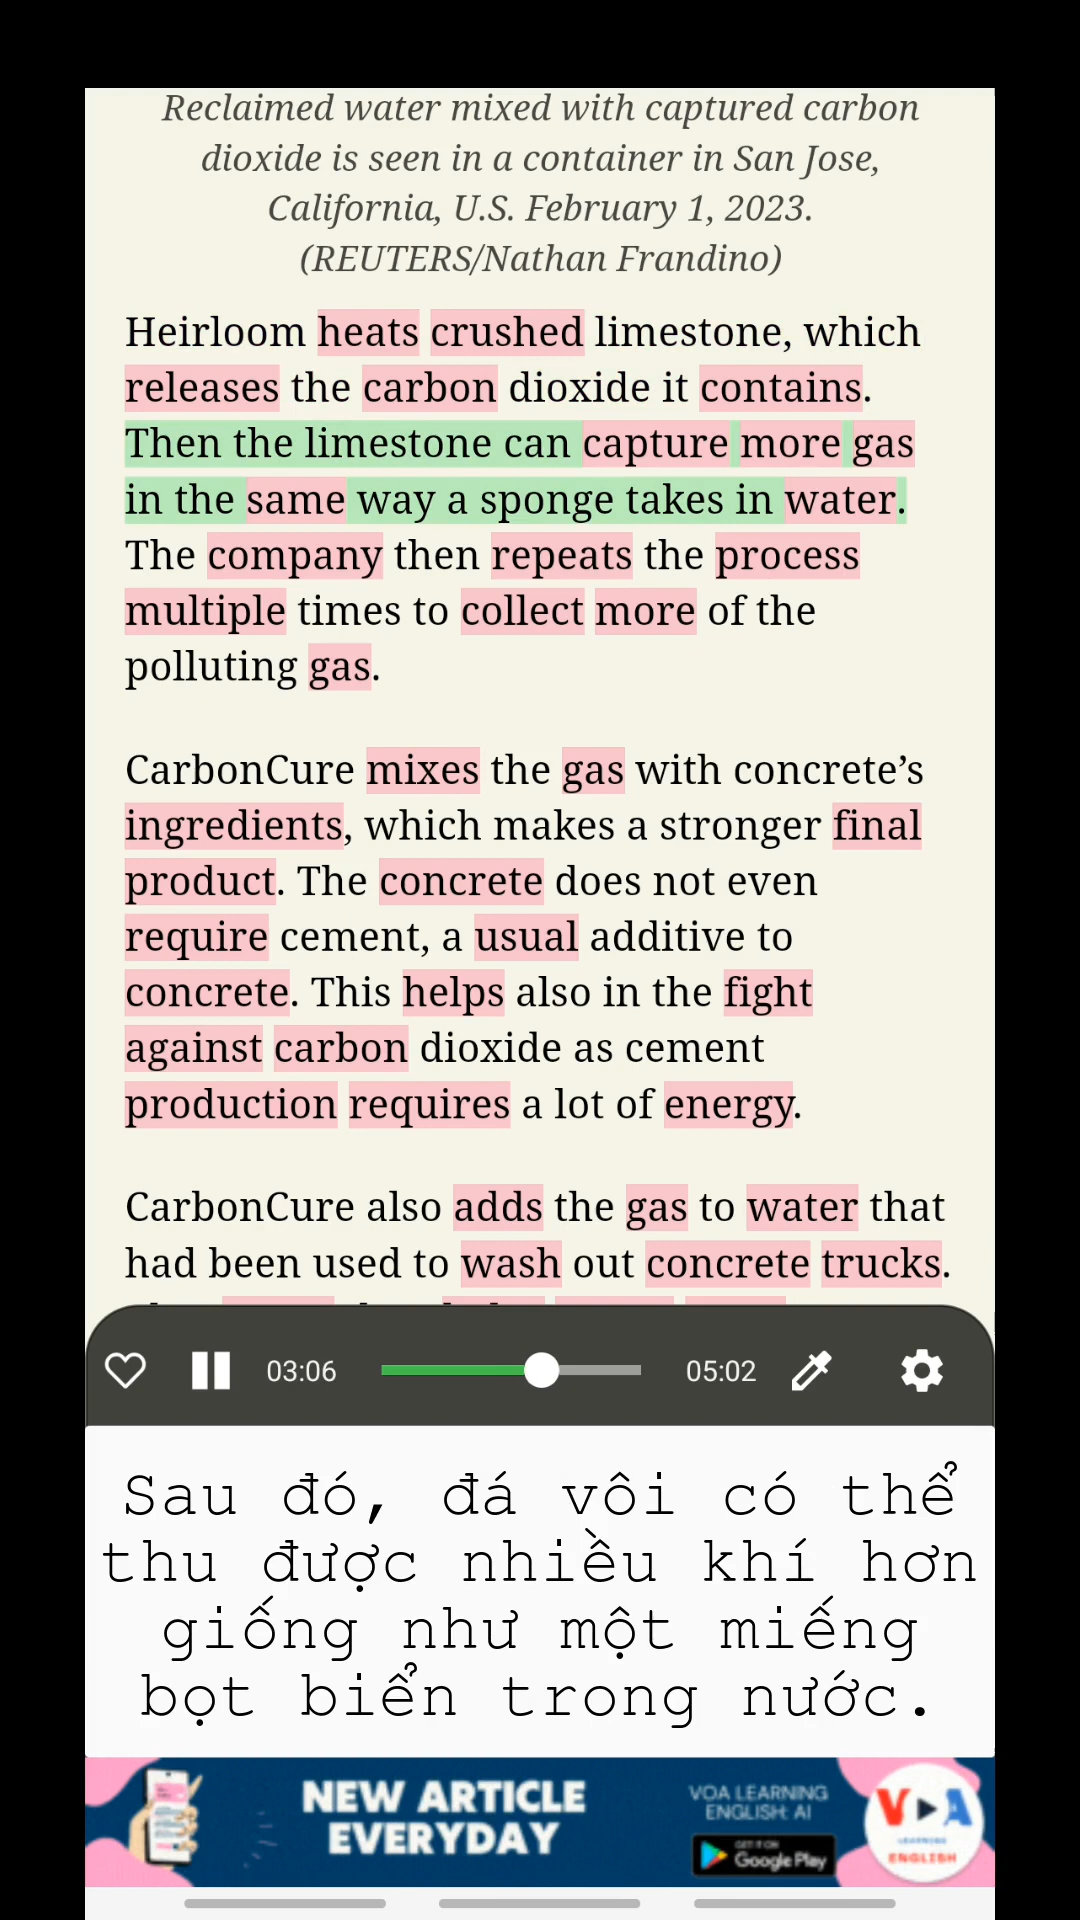 Reclaimed water mixed with captured carbon
dioxide is seen in a container in San Jose,
California, U.S. February 1, 2023.
(REUTERS/Nathan Frandino)
Heirloom heats crushed limestone, which
releases the carbon dioxide it contains.
Then the limestone can capture more gas
in the same way a sponge takes in water.
The company then repeats the process
multiple times to collect more of the
polluting gas.
CarbonCure mixes the gas with concrete’s
ingredients, which makes a stronger final
product. The concrete does not even
require cement, a usual additive to
concrete. This helps also in the fight
against carbon dioxide as cement
production requires a lot of energy.
CarbonCure also adds the gas to water that
had been used to wash out concrete trucks.
03:06
05:02
Sau đó, đá vôi có thể
thu được nhiều khí hơn
giống như một miếng
bọt biển trong nước.
NEW ARTICLE
EVERYDAY
VOA LEARNING
ENGLISH: AI
GET IT ON
Google Play
VOA
LEARNING
ENGLISH